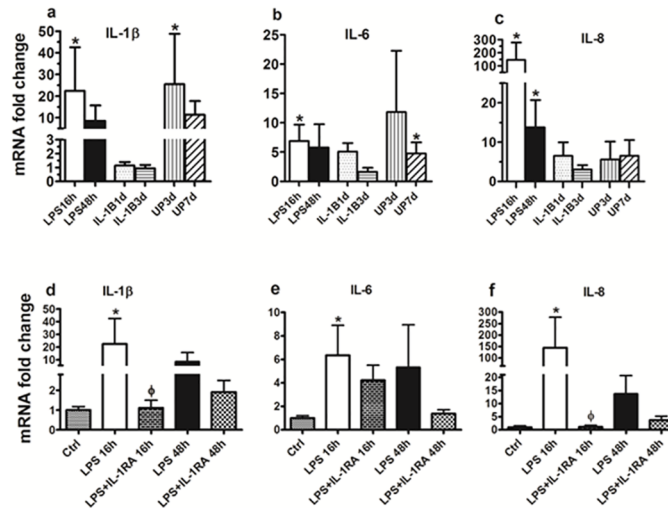 a IL-1β
mRNA fold change
50
40
30
20
10
3
2
1
0
*
*
LPS16h
LPS48h
IL-1B1d
IL-1B3d
UP3d
UP7d
b IL-6
25
20
15
10
5
0
*
*
LPS16h
LPS48h
IL-1B1d
IL-1B3d
UP3d
UP7d
c IL-8
300
200
100
20
10
0
*
*
LPS16h
LPS48h
IL-1B1d
IL-1B3d
UP3d
UP7d
d IL-1β
mRNA fold change
50
40
30
20
10
4
2
0
*
ϕ
Ctrl
LPS 16h
LPS+IL-1RA 16h
LPS 48h
LPS+IL-1RA 48h
e IL-6
10
8
6
4
2
0
*
Ctrl
LPS 16h
LPS+IL-1RA 16h
LPS 48h
LPS+IL-1RA 48h
f IL-8
300
250
200
150
100
50
25
20
15
10
5
0
*
ϕ
Ctrl
LPS 16h
LPS+IL-1RA 16h
LPS 48h
LPS+IL-1RA 48h